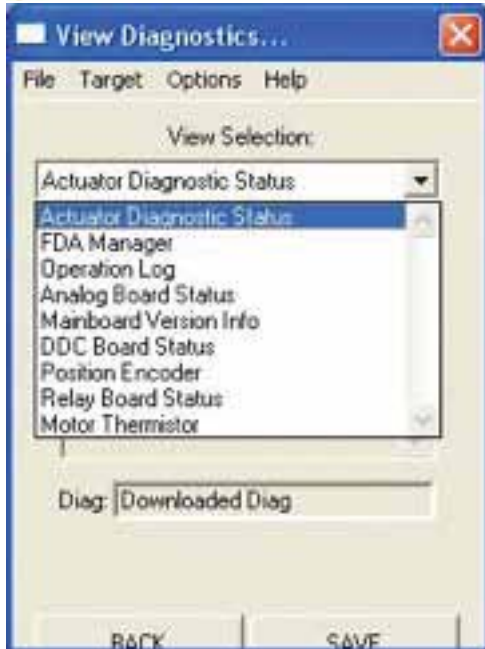 View Diagnostics...
File Target Options Help
View Selection:
Actuator Diagnostic Status
Actuator Diagnostic Status
FDA Manager
Operation Log
Analog Board Status
Mainboard Version Info
DDC Board Status
Position Encoder
Relay Board Status
Motor Thermistor
Diag: Downloaded Diag
BACK SAVE